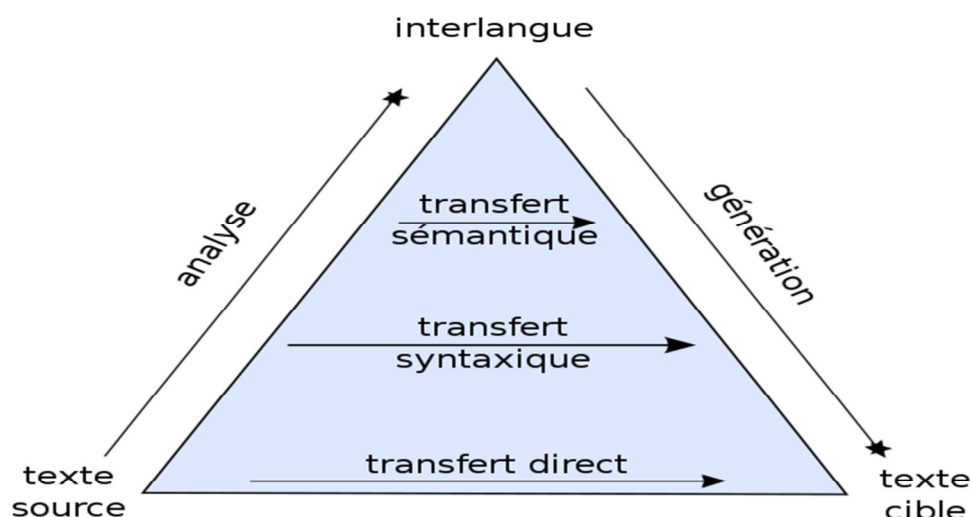 interlangue
analyse
génération
transfert
sémantique
transfert
syntaxique
transfert direct
texte
source
texte
cible